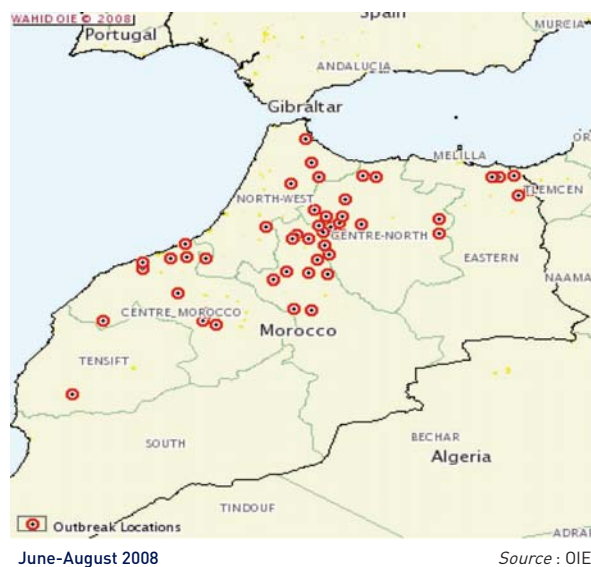 WAHID OIE © 2008
Spain
Portugal
MURCIA
ANDALUCIA
Gibraltar
MELILLA
TLEMCEN
NORTH-WEST
CENTRE-NORTH
EASTERN
NAAMA
CENTRE_MOROCCO
Morocco
TENSIFT
BECHAR
SOUTH
Algeria
TINDOUF
Outbreak Locations
June-August 2008
Source : OIE